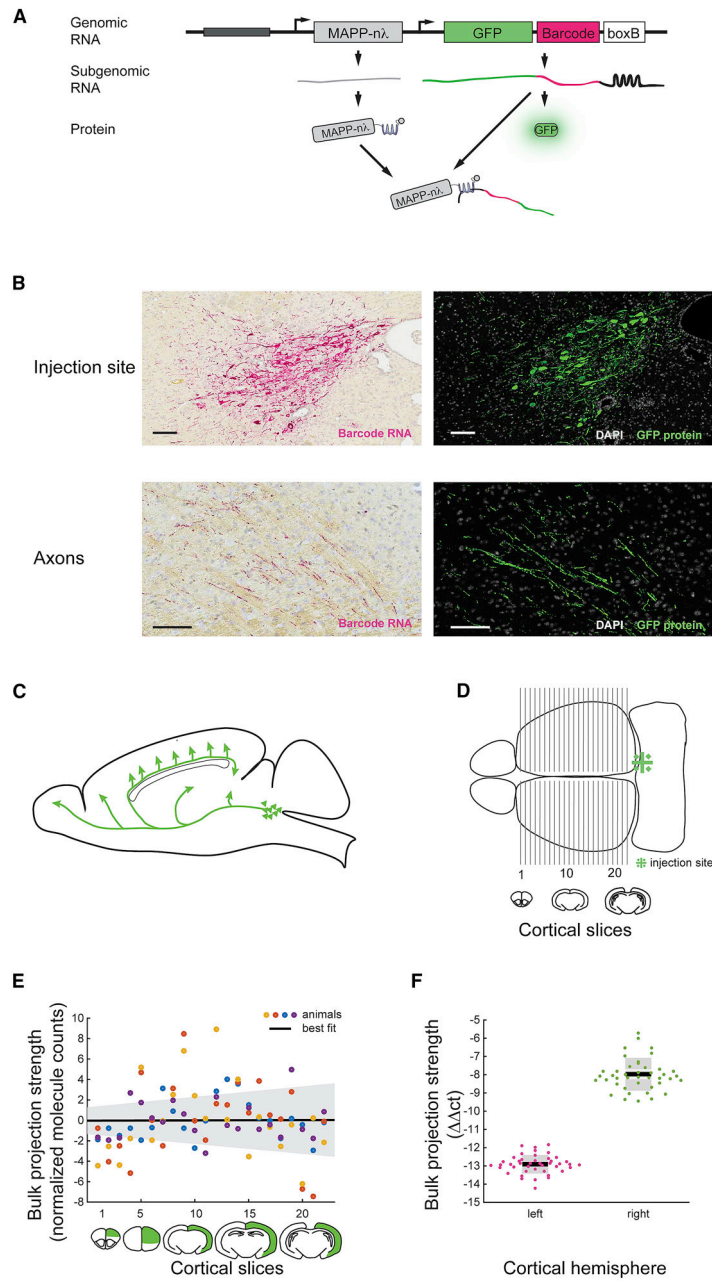 A
Genomic
RNA
MAPP-nλ
GFP
Barcode
boxB
Subgenomic
RNA
Protein
MAPP-nλ
GFP
MAPP-nλ
B
Injection site
Barcode RNA
DAPI GFP protein
Axons
Barcode RNA
DAPI GFP protein
C
D
injection site
1 10 20
Cortical slices
E
Bulk projection strength
(normalized molecule counts)
animals
best fit
10
8
6
4
2
0
-2
-4
-6
-8
1 5 10 15 20
Cortical slices
F
Bulk projection strength
(ΔΔct)
-5
-6
-7
-8
-9
-10
-11
-12
-13
-14
-15
left right
Cortical hemisphere